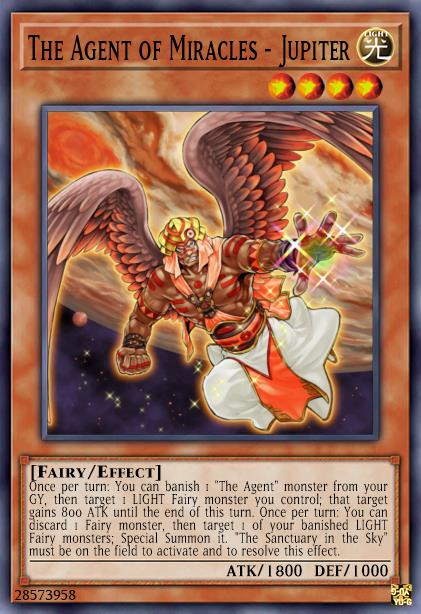 The Agent of Miracles - Jupiter
LIGHT
光
[Fairy/Effect]
Once per turn: You can banish 1 "The Agent" monster from your
GY, then target 1 LIGHT Fairy monster you control; that target
gains 800 ATK until the end of this turn. Once per turn: You can
discard 1 Fairy monster, then target 1 of your banished LIGHT
Fairy monsters; Special Summon it. "The Sanctuary in the Sky"
must be on the field to activate and to resolve this effect.
ATK/1800 DEF/1000
28573958